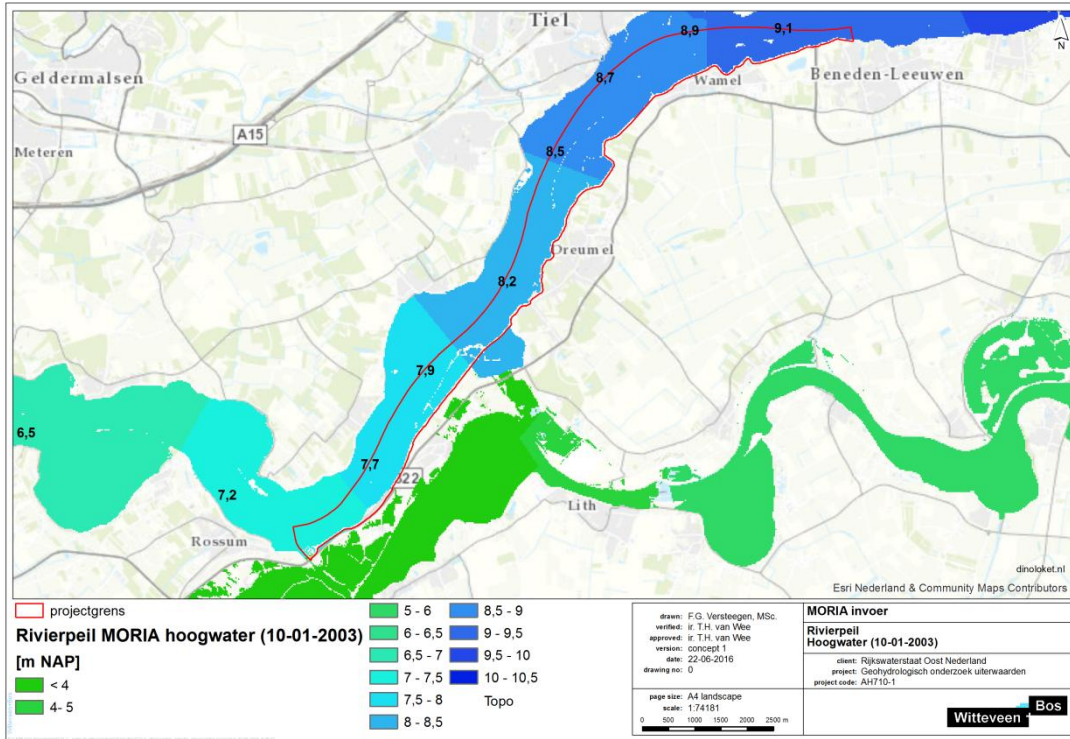 Tiel
8,9
9,1
N
Geldermalsen
8,7
Wamel
Beneden-Leeuwen
A15
Meteren
8,5
Dreumel
8,2
7,9
6,5
7,7
322
7,2
Lith
Rossum
dinoloket.nl
Esri Nederland & Community Maps Contributors
projectgrens
Rivierpeil MORIA hoogwater (10-01-2003)
[m NAP]
< 4
4- 5
5 - 6
6 - 6,5
6,5 - 7
7 - 7,5
7,5 - 8
8 - 8,5
8,5 - 9
9 - 9,5
9,5 - 10
10 - 10,5
Topo
drawn: F.G. Versteegen, MSc.
verified: ir. T.H. van Wee
approved: ir. T.H. van Wee
version: concept 1
date: 22-06-2016
drawing no: 0
page size: A4 landscape
scale: 1:74181
0 500 1000 1500 2000 2500 m
MORIA invoer
Rivierpeil
Hoogwater (10-01-2003)
client: Rijkswaterstaat Oost Nederland
project: Geohydrologisch onderzoek uiterwaarden
project code: AH710-1
Witteveen + Bos